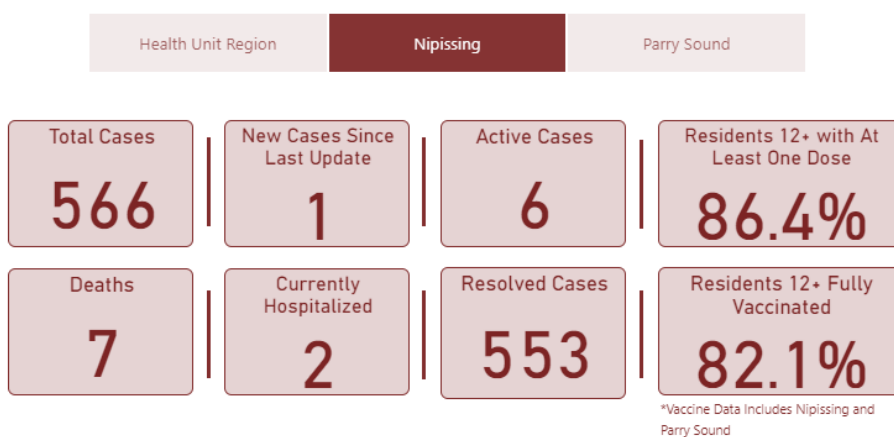 Health Unit Region
Nipissing
Parry Sound
Total Cases
566
New Cases Since
Last Update
1
Active Cases
6
Residents 12+ with At
Least One Dose
86.4%
Deaths
7
Currently
Hospitalized
2
Resolved Cases
553
Residents 12+ Fully
Vaccinated
82.1%
*Vaccine Data Includes Nipissing and
Parry Sound